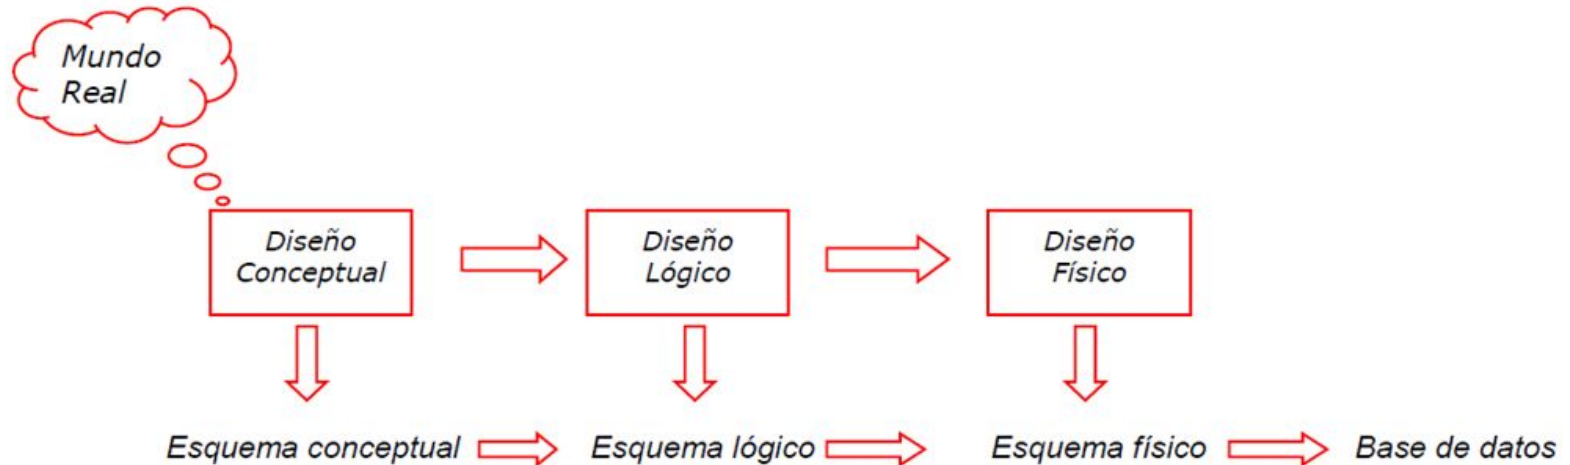 Mundo
Real
Diseño
Conceptual
Diseño
Lógico
Diseño
Físico
Esquema conceptual
Esquema lógico
Esquema físico
Base de datos